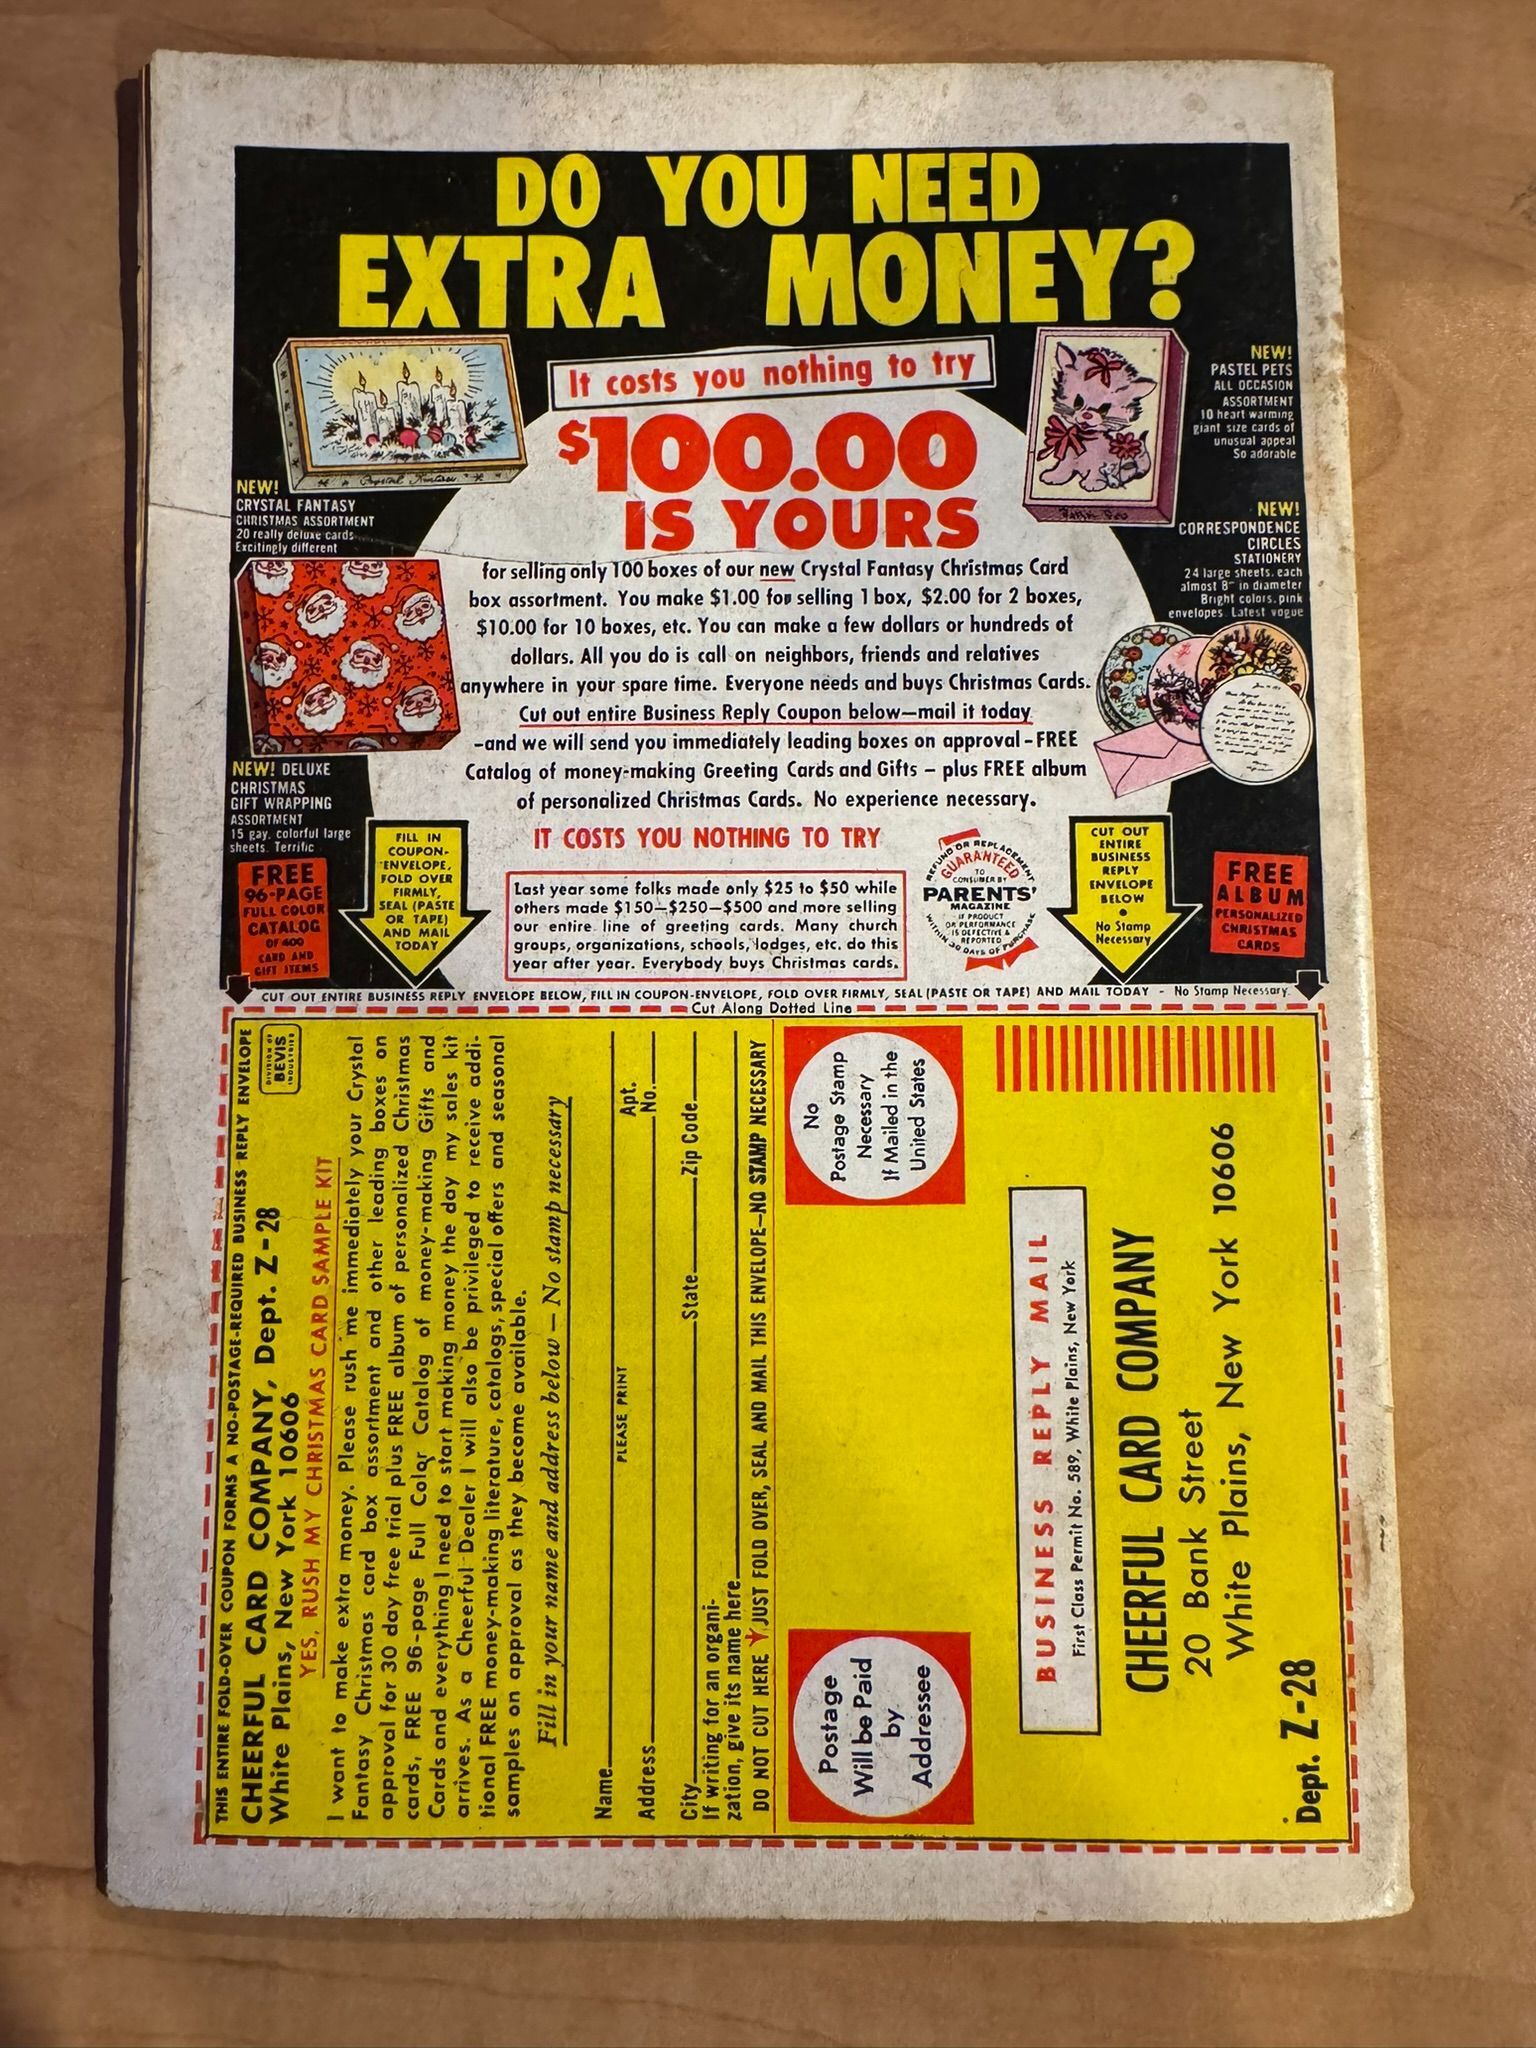 DO YOU NEED
EXTRA MONEY?
It costs you nothing to try
$100.00
IS YOURS
for selling only 100 boxes of our new Crystal Fantasy Christmas Card
box assortment. You make $1.00 for selling 1 box, $2.00 for 2 boxes,
$10.00 for 10 boxes, etc. You can make a few dollars or hundreds of
dollars. All you do is call on neighbors, friends and relatives
anywhere in your spare time. Everyone needs and buys Christmas Cards.
Cut out entire Business Reply Coupon below—mail it today
-and we will send you immediately leading boxes on approval - FREE
Catalog of money-making Greeting Cards and Gifts – plus FREE album
of personalized Christmas Cards. No experience necessary.
IT COSTS YOU NOTHING TO TRY
Last year some folks made only $25 to $50 while
others made $150—$250—$500 and more selling
our entire line of greeting cards. Many church
groups, organizations, schools, lodges, etc. do this
year after year. Everybody buys Christmas cards.
Crystal Fantasy
NEW!
CRYSTAL FANTASY
CHRISTMAS ASSORTMENT
20 really deluxe cards
Excitingly different
NEW! DELUXE
CHRISTMAS
GIFT WRAPPING
ASSORTMENT
15 gay, colorful large
sheets. Terrific
FREE
96-PAGE
FULL COLOR
CATALOG
OF 400
CARD AND
GIFT ITEMS
FILL IN
COUPON-
ENVELOPE,
FOLD OVER
FIRMLY,
SEAL (PASTE
OR TAPE)
AND MAIL
TODAY
NEW!
PASTEL PETS
ALL OCCASION
ASSORTMENT
10 heart warming
giant size cards of
unusual appeal
So adorable
NEW!
CORRESPONDENCE
CIRCLES
STATIONERY
24 large sheets, each
almost 8" in diameter
Bright colors, pink
envelopes. Latest vogue
REFUND OR REPLACEMENT
GUARANTEED
TO
CONSUMER BY
PARENTS'
MAGAZINE
IF PRODUCT
OR PERFORMANCE
IS DEFECTIVE &
REPORTED
WITHIN 30 DAYS OF PURCHASE
CUT OUT
ENTIRE
BUSINESS
REPLY
ENVELOPE
BELOW
•
No Stamp
Necessary
FREE
ALBUM
PERSONALIZED
CHRISTMAS
CARDS
CUT OUT ENTIRE BUSINESS REPLY ENVELOPE BELOW, FILL IN COUPON-ENVELOPE, FOLD OVER FIRMLY, SEAL (PASTE OR TAPE) AND MAIL TODAY - No Stamp Necessary
Cut Along Dotted Line
THIS ENTIRE FOLD-OVER COUPON FORMS A NO-POSTAGE-REQUIRED BUSINESS REPLY ENVELOPE
CHEERFUL CARD COMPANY, Dept. Z-28
White Plains, New York 10606
DIVISION OF
BEVIS
INDUSTRIES
YES, RUSH MY CHRISTMAS CARD SAMPLE KIT
I want to make extra money. Please rush me immediately your Crystal
Fantasy Christmas card box assortment and other leading boxes on
approval for 30 day free trial plus FREE album of personalized Christmas
cards, FREE 96-page Full Color Catalog of money-making Gifts and
Cards and everything I need to start making money the day my sales kit
arrives. As a Cheerful Dealer I will also be privileged to receive addi-
tional FREE money-making literature, catalogs, special offers and seasonal
samples on approval as they become available.
Fill in your name and address below — No stamp necessary
Name
PLEASE PRINT
Address Apt. No.
City State Zip Code
If writing for an organi-
zation, give its name here
DO NOT CUT HERE JUST FOLD OVER, SEAL AND MAIL THIS ENVELOPE—NO STAMP NECESSARY
Postage
Will be Paid
by
Addressee
No
Postage Stamp
Necessary
If Mailed in the
United States
BUSINESS REPLY MAIL
First Class Permit No. 589, White Plains, New York
CHEERFUL CARD COMPANY
20 Bank Street
White Plains, New York 10606
Dept. Z-28